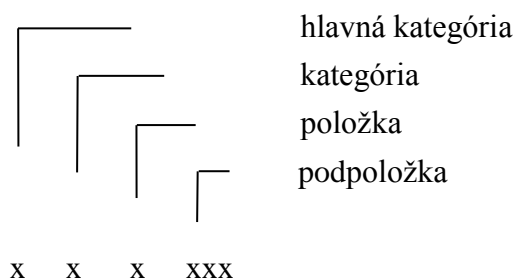 hlavná kategória
kategória
položka
podpoložka
x x x xxx